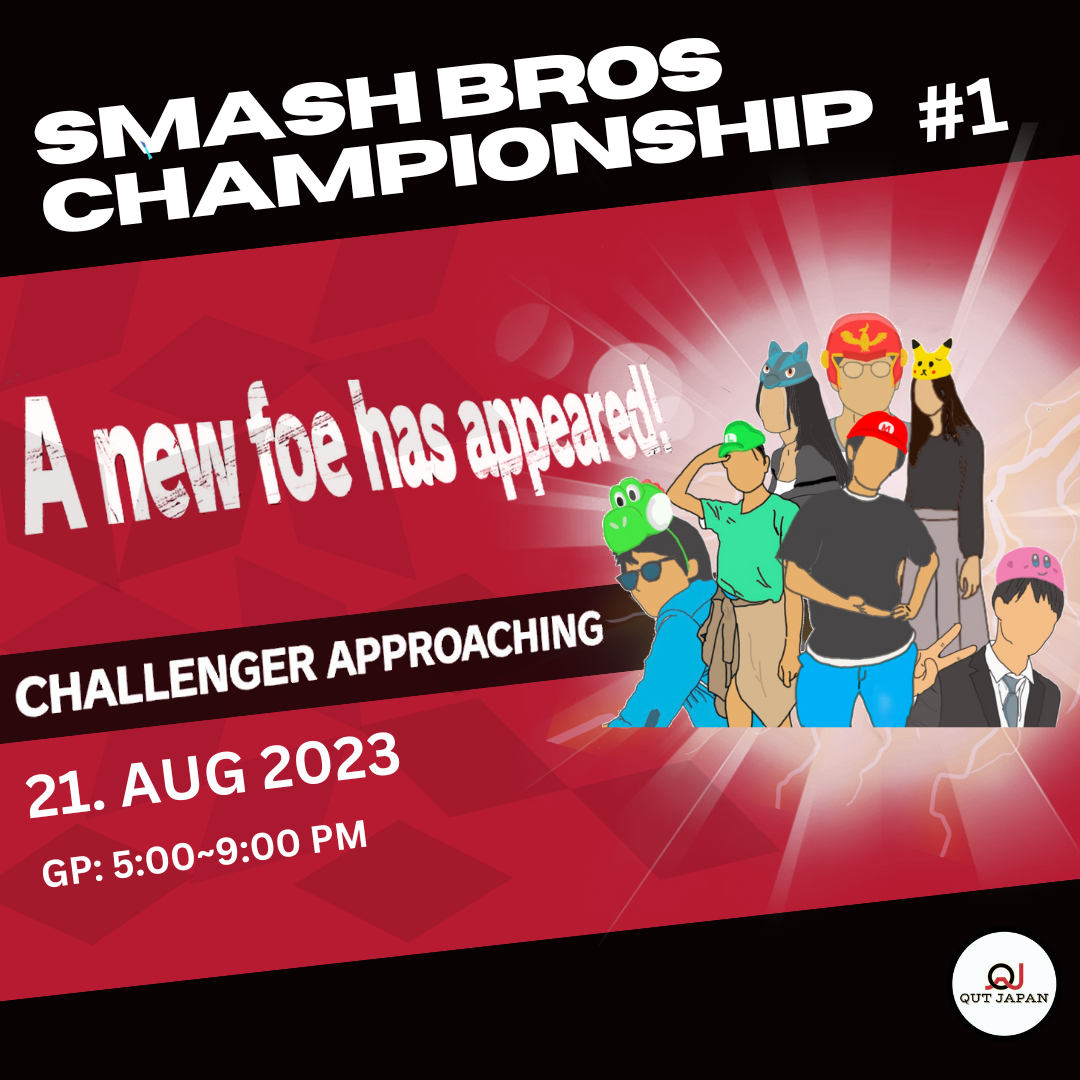 SMASH BROS
CHAMPIONSHIP #1
A new foe has appeared!
CHALLENGER APPROACHING
21. AUG 2023
GP: 5:00~9:00 PM
L
M
QJ
QUT JAPAN